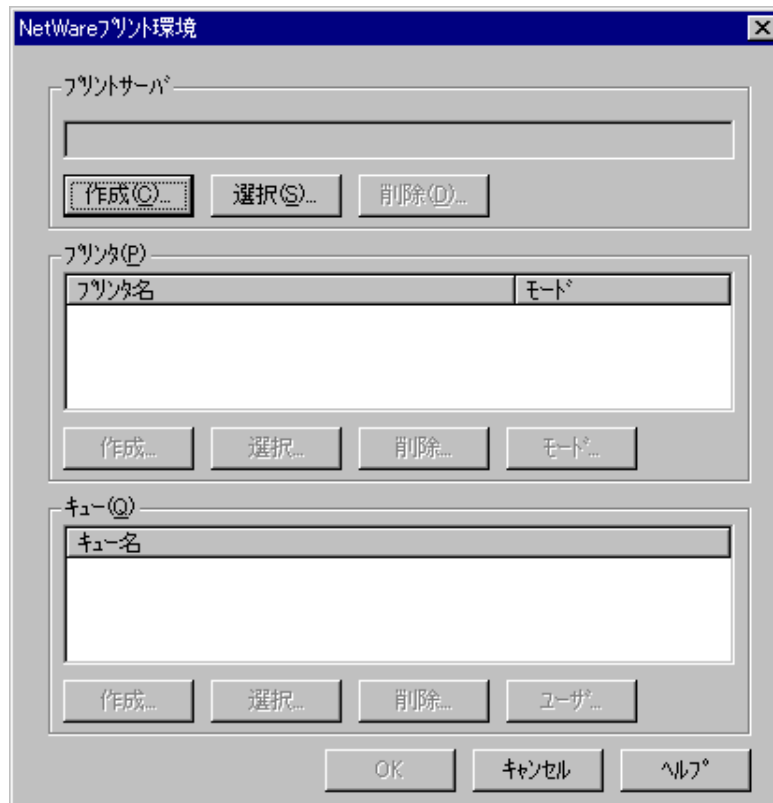 NetWareﾌﾟﾘﾝﾄ環境
ﾌﾟﾘﾝﾄｻｰﾊﾞ
作成(C)... 選択(S)... 削除(D)...
ﾌﾟﾘﾝﾀ(P)
ﾌﾟﾘﾝﾀ名 ﾓｰﾄﾞ
作成... 選択... 削除... ﾓｰﾄﾞ...
ｷｭｰ(Q)
ｷｭｰ名
作成... 選択... 削除... ﾕｰｻﾞ...
OK ｷｬﾝｾﾙ ﾍﾙﾌﾟ